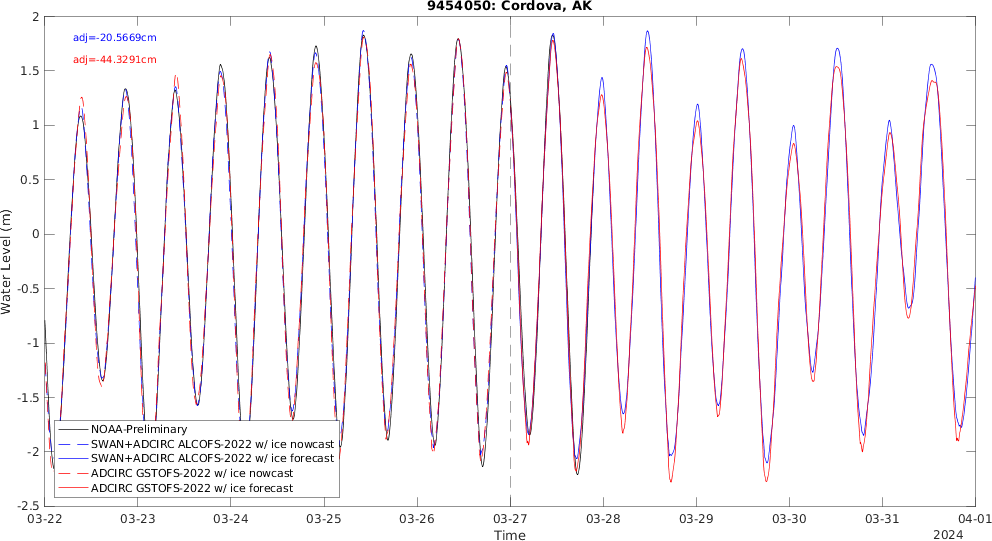 9454050: Cordova, AK
adj=-20.5669cm
adj=-44.3291cm
Water Level (m)
2
1.5
1
0.5
0
-0.5
-1
-1.5
-2
-2.5
NOAA-Preliminary
SWAN+ADCIRC ALCOFS-2022 w/ ice nowcast
SWAN+ADCIRC ALCOFS-2022 w/ ice forecast
ADCIRC GSTOFS-2022 w/ ice nowcast
ADCIRC GSTOFS-2022 w/ ice forecast
03-22 03-23 03-24 03-25 03-26 03-27 03-28 03-29 03-30 03-31 04-01
Time
2024